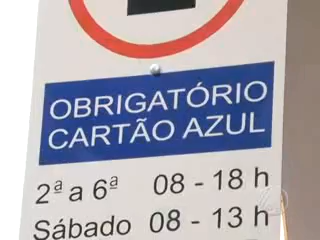 OBRIGATÓRIO
CARTÃO AZUL
2ª a 6ª 08 - 18 h
Sábado 08 - 13 h